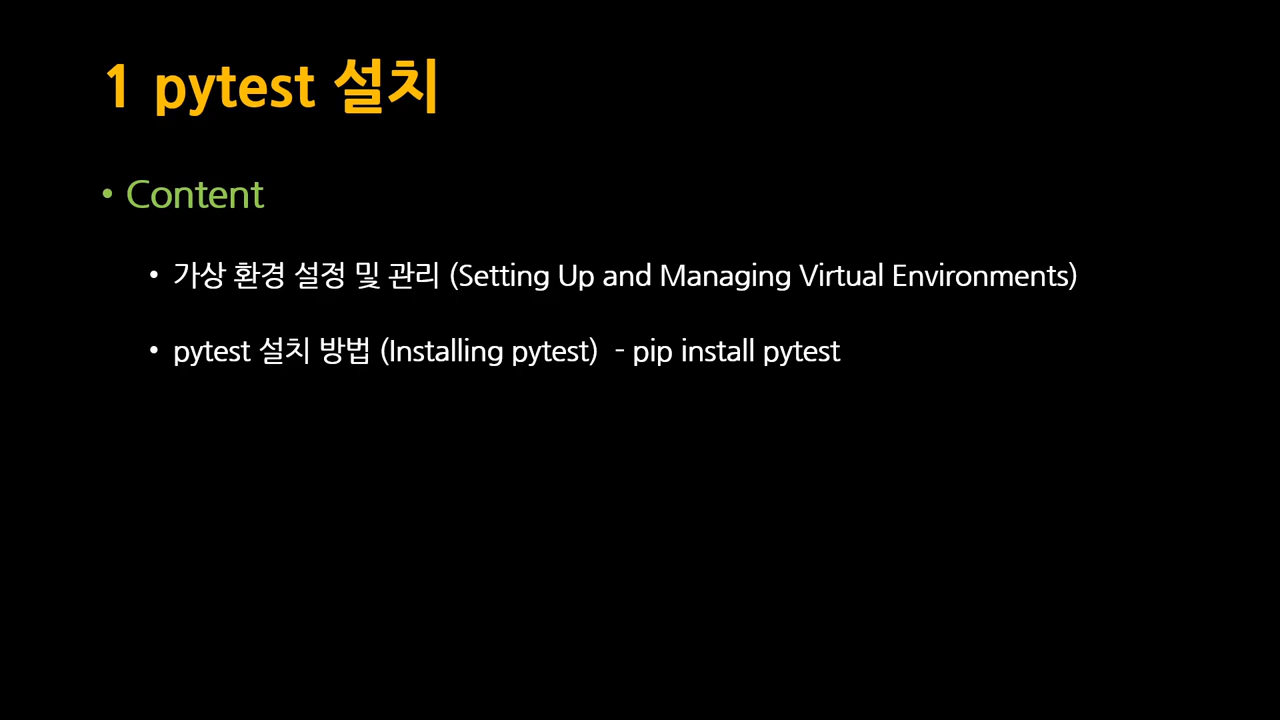 1 pytest 설치
• Content
• 가상 환경 설정 및 관리 (Setting Up and Managing Virtual Environments)
• pytest 설치 방법 (Installing pytest) - pip install pytest